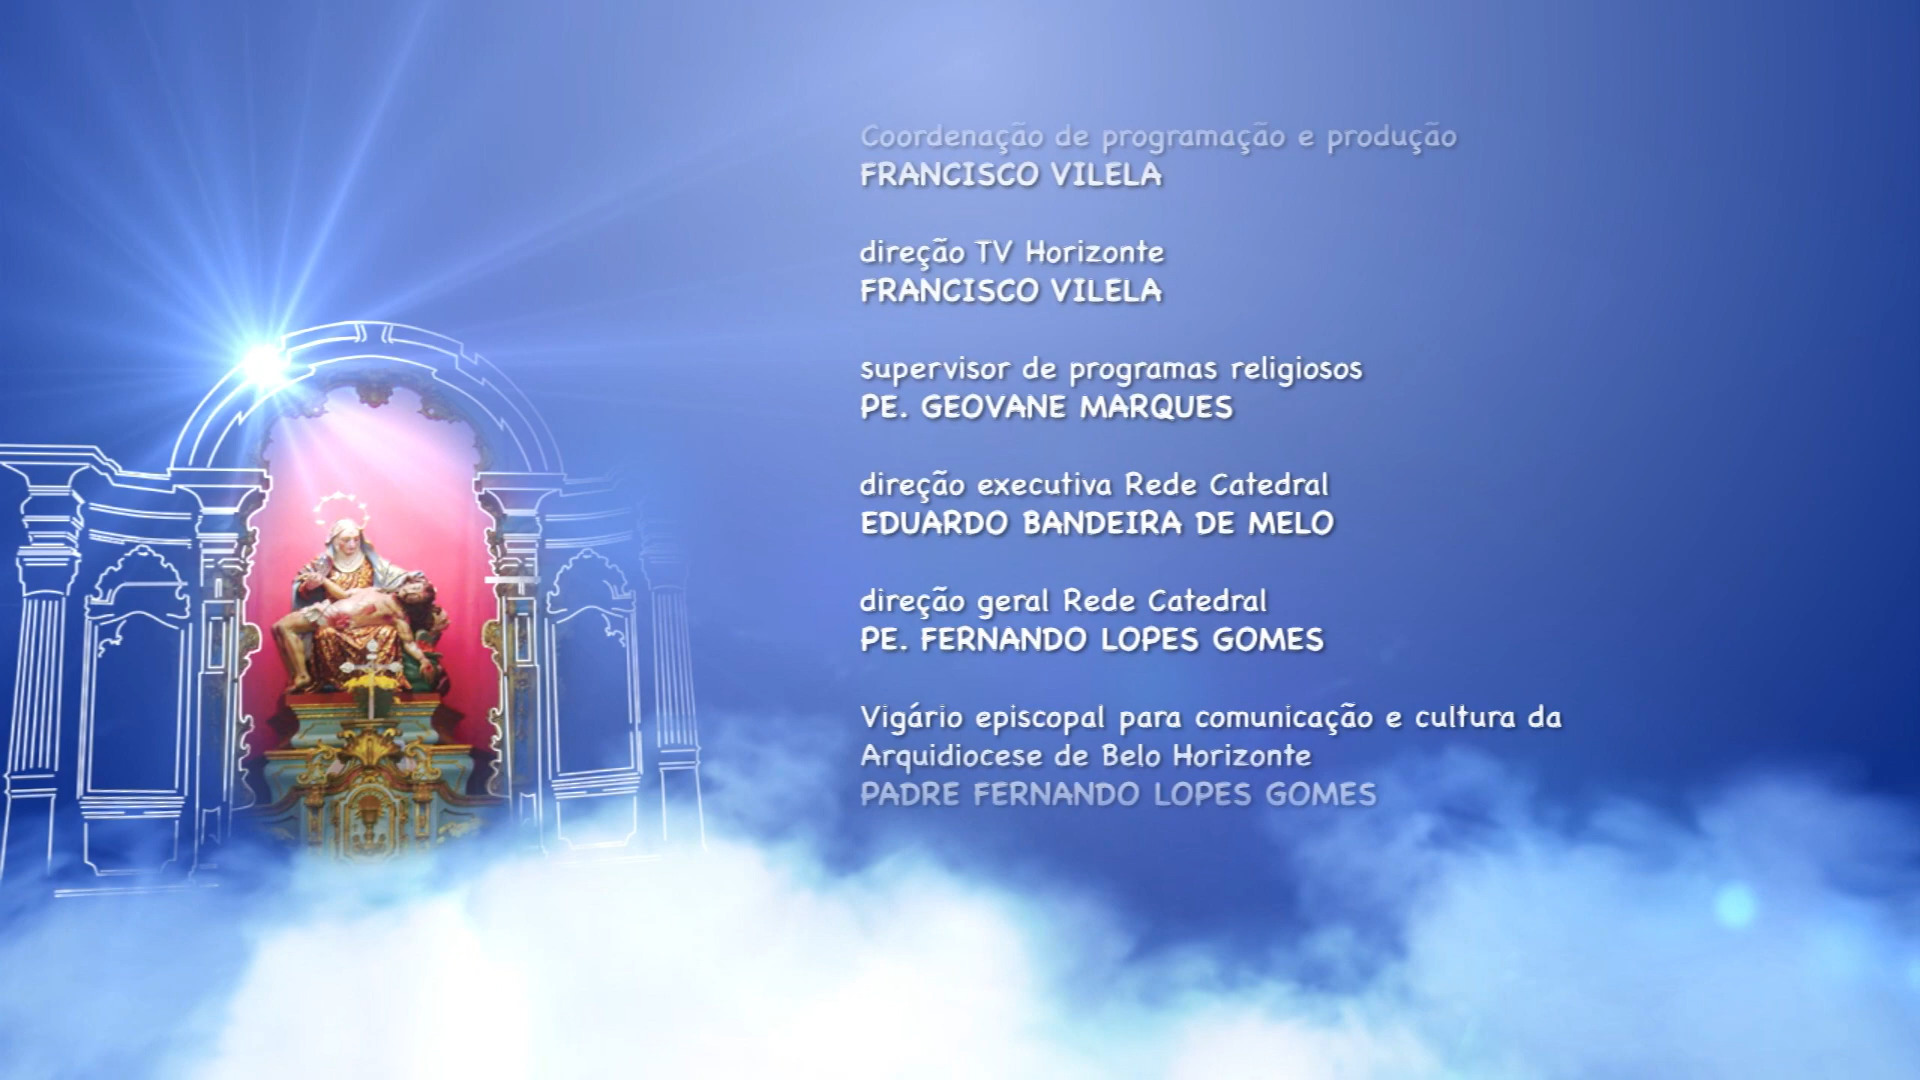 Coordenação de programação e produção
FRANCISCO VILELA
direção TV Horizonte
FRANCISCO VILELA
supervisor de programas religiosos
PE. GEOVANE MARQUES
direção executiva Rede Catedral
EDUARDO BANDEIRA DE MELO
direção geral Rede Catedral
PE. FERNANDO LOPES GOMES
Vigário episcopal para comunicação e cultura da
Arquidiocese de Belo Horizonte
PADRE FERNANDO LOPES GOMES